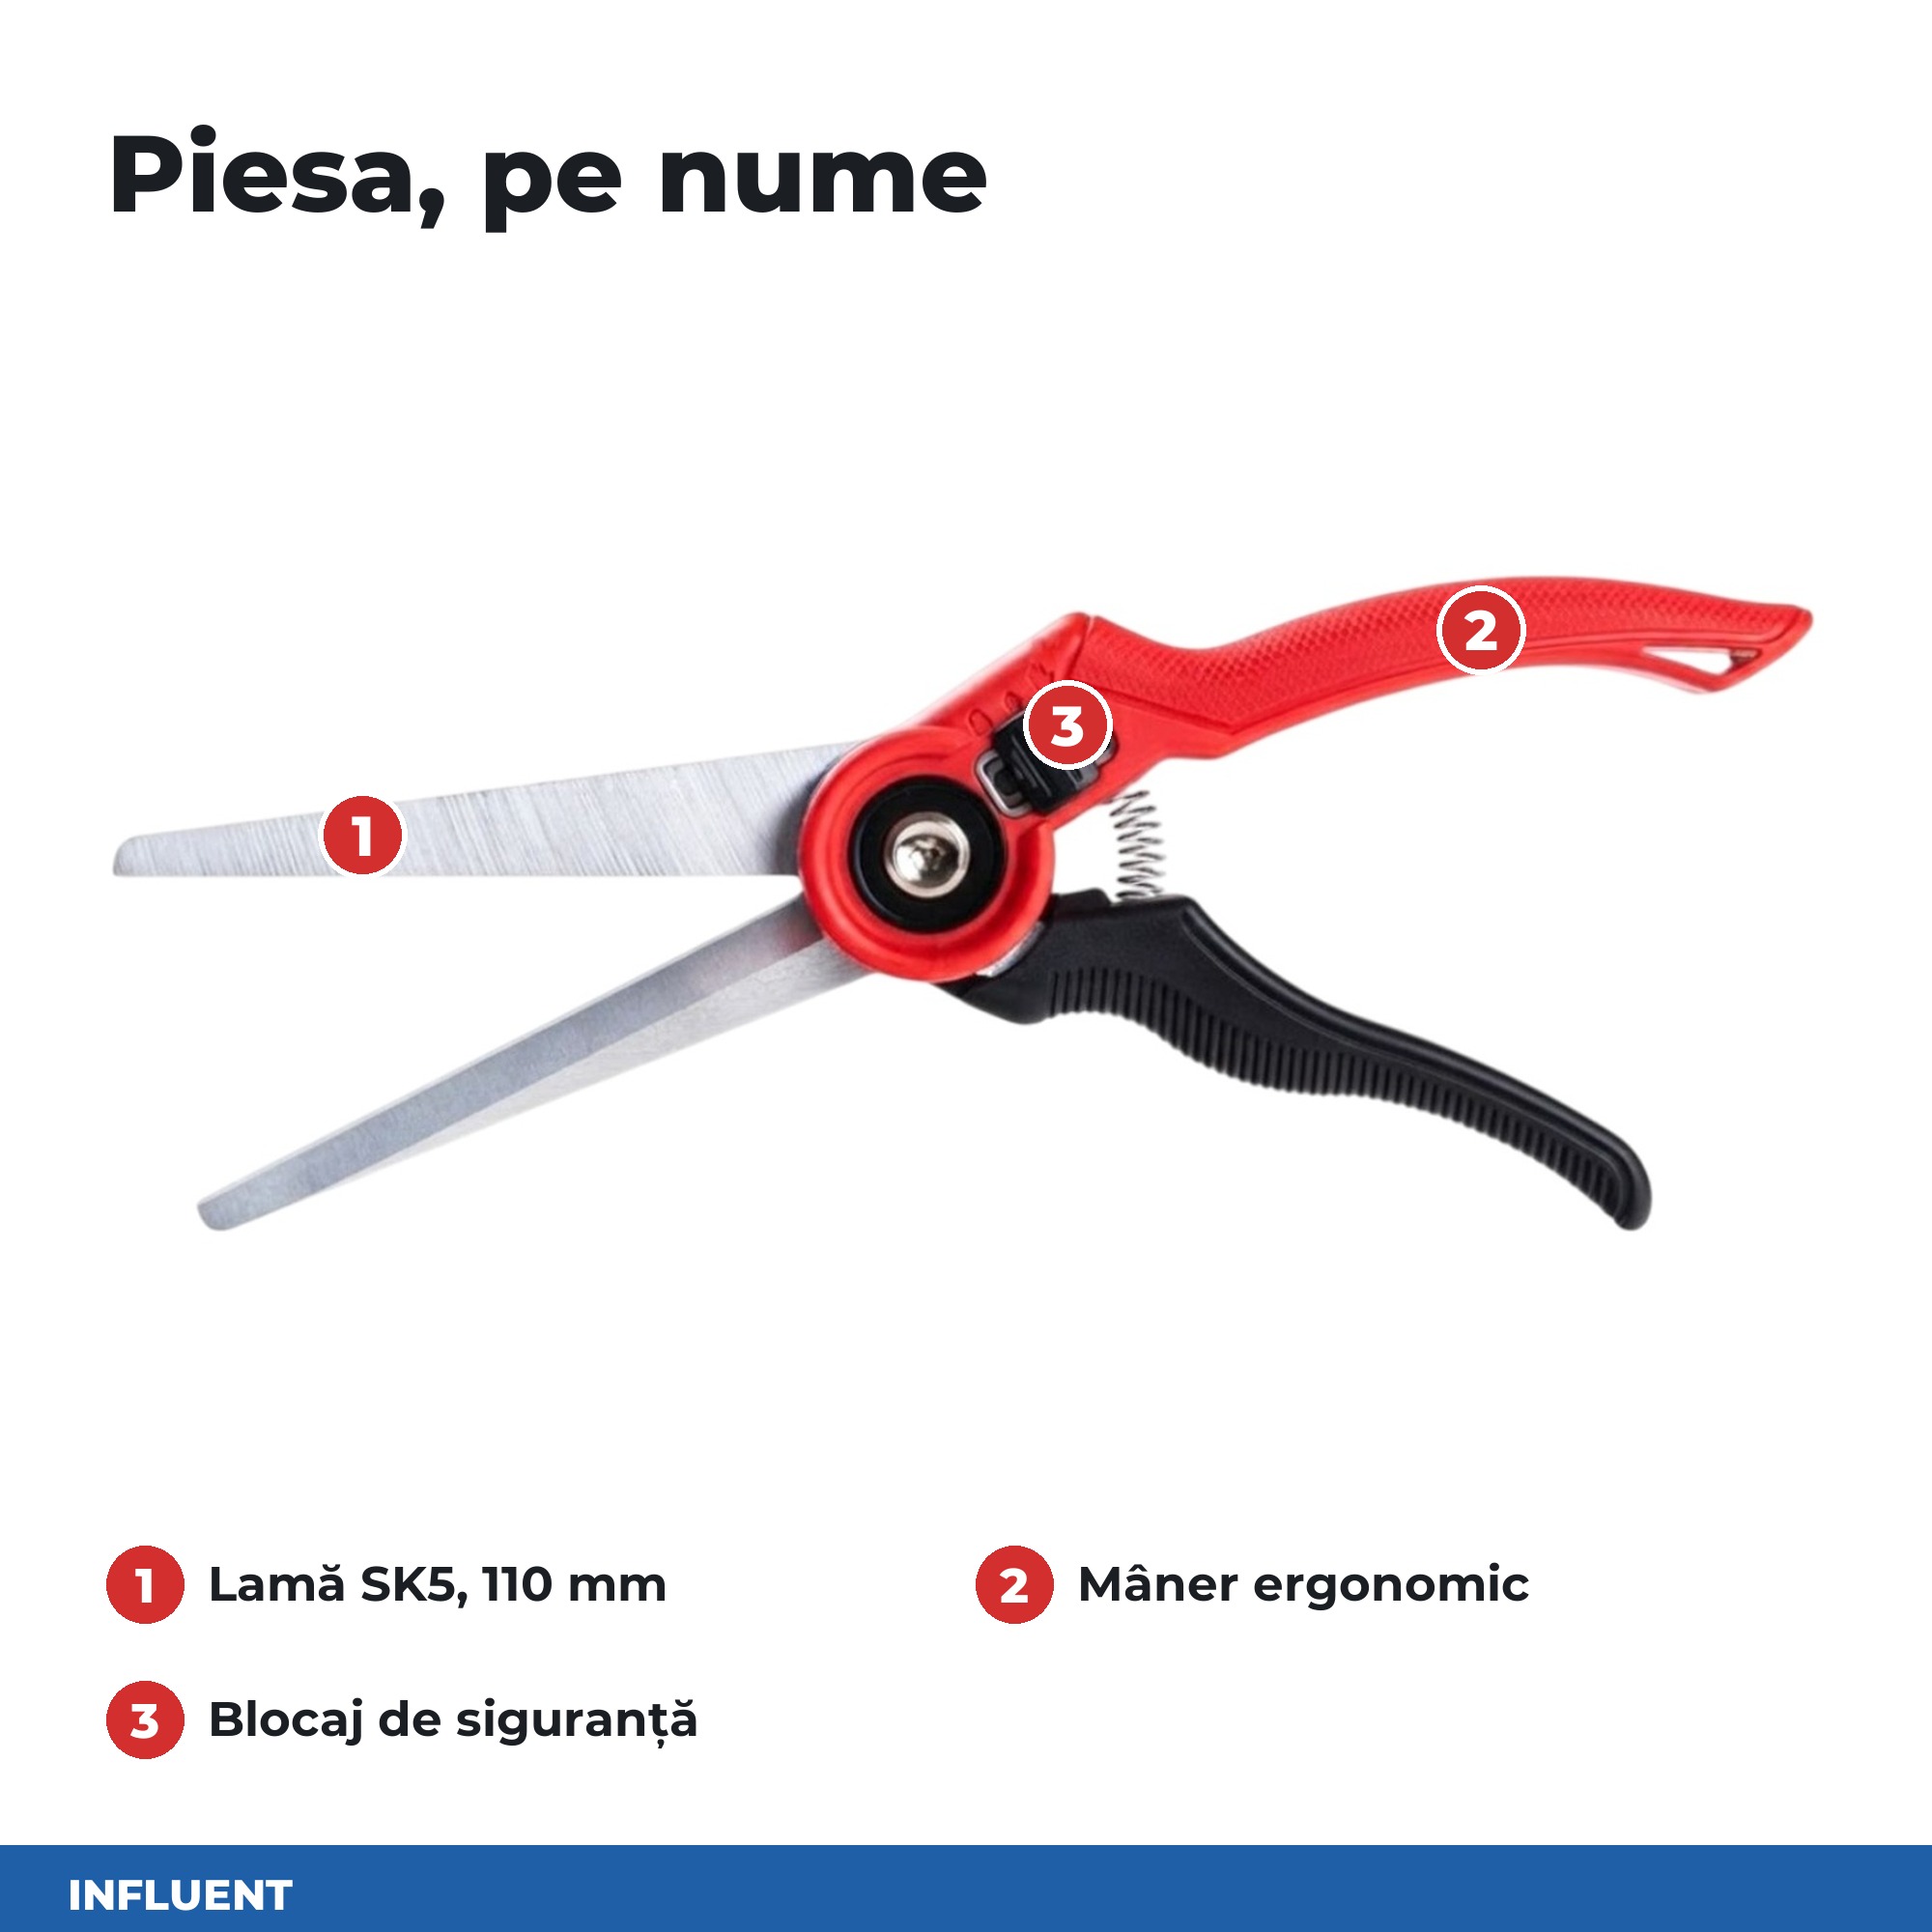 Piesa, pe nume
2
3
1
1 Lamă SK5, 110 mm
2 Mâner ergonomic
3 Blocaj de siguranță
INFLUENT